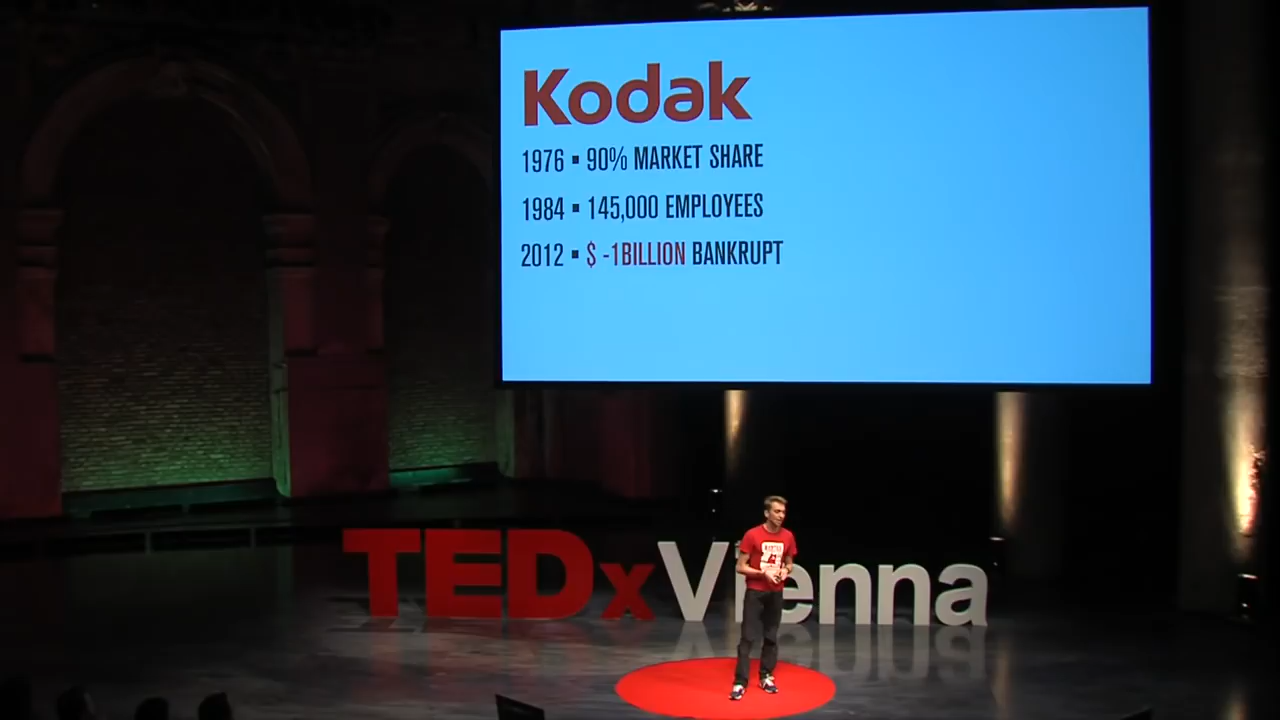 Kodak
1976 ▪ 90% MARKET SHARE
1984 ▪ 145,000 EMPLOYEES
2012 ▪ $ -1BILLION BANKRUPT
TEDxVienna